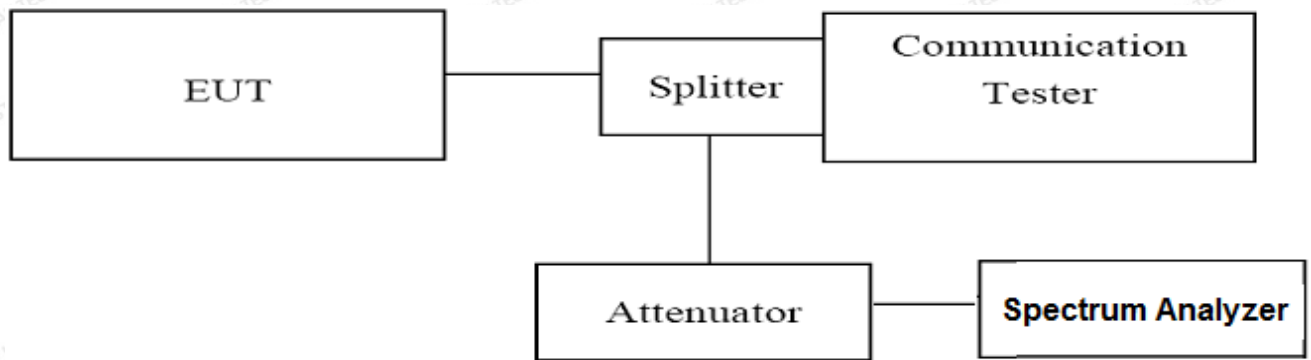 EUT
Splitter
Communication
Tester
Attenuator
Spectrum Analyzer